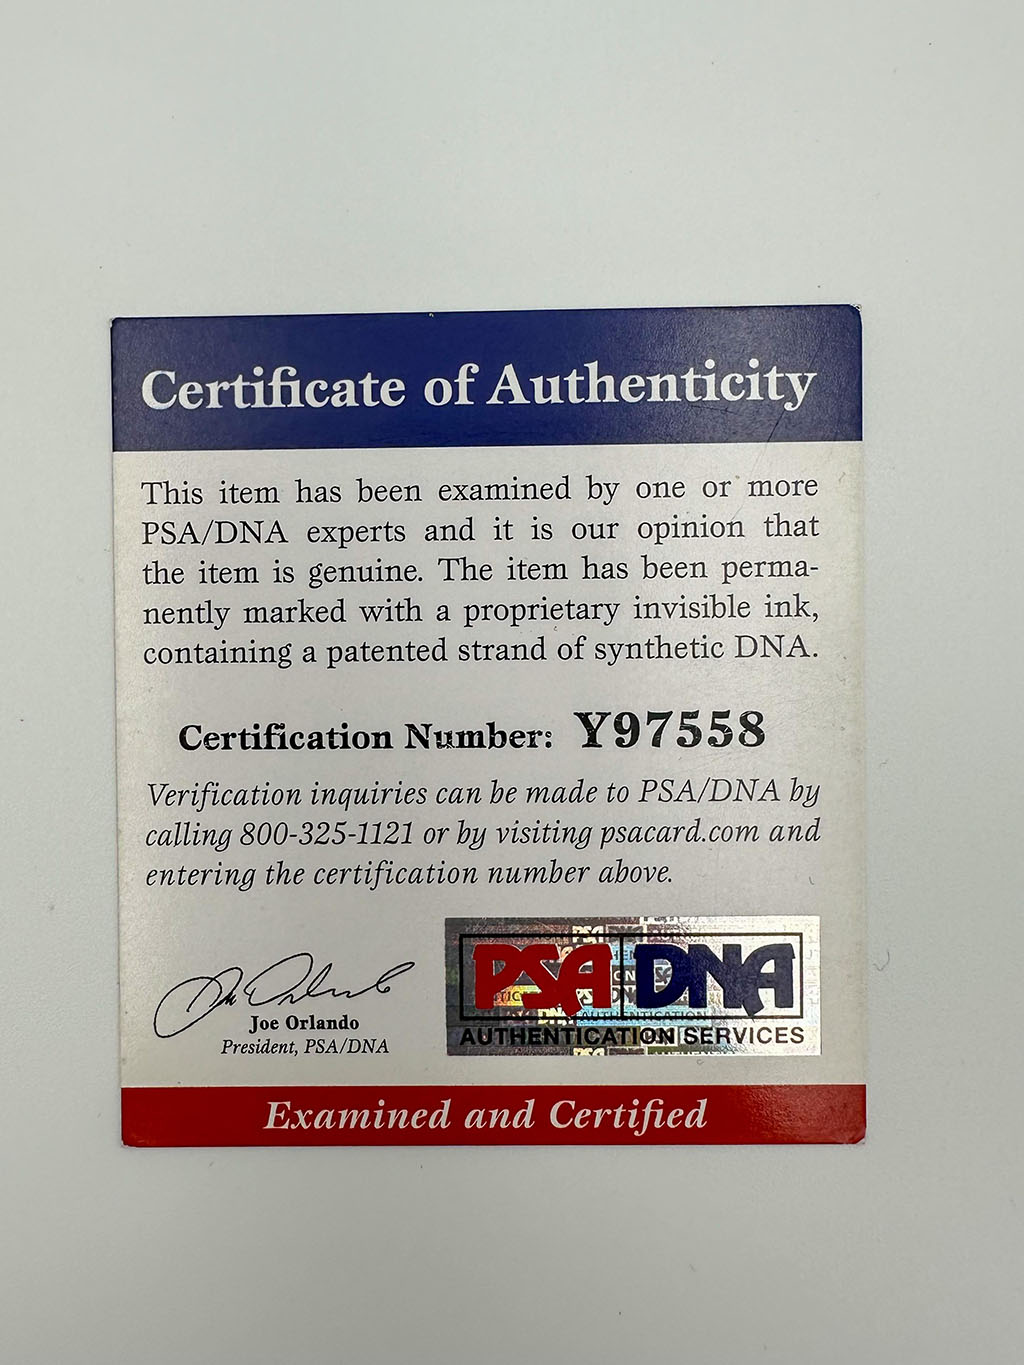 Certificate of Authenticity
This item has been examined by one or more
PSA/DNA experts and it is our opinion that
the item is genuine. The item has been perma-
nently marked with a proprietary invisible ink,
containing a patented strand of synthetic DNA.
Certification Number: Y97558
Verification inquiries can be made to PSA/DNA by
calling 800-325-1121 or by visiting psacard.com and
entering the certification number above.
Joe Orlando
President, PSA/DNA
PSA DNA
AUTHENTICATION SERVICES
Examined and Certified